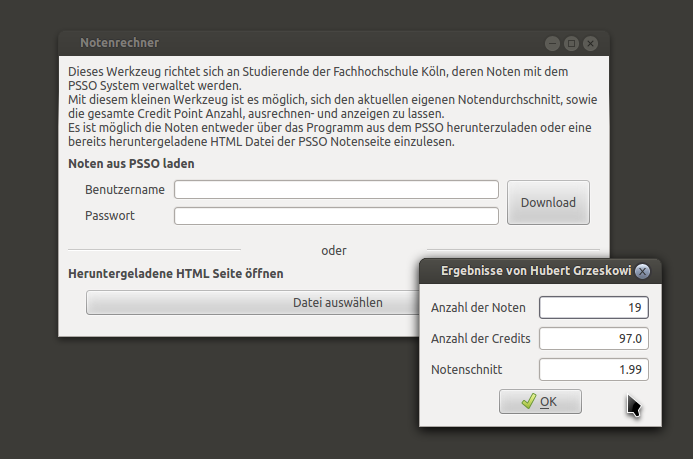 Notenrechner
Dieses Werkzeug richtet sich an Studierende der Fachhochschule Köln, deren Noten mit dem
PSSO System verwaltet werden.
Mit diesem kleinen Werkzeug ist es möglich, sich den aktuellen eigenen Notendurchschnitt, sowie
die gesamte Credit Point Anzahl, ausrechnen- und anzeigen zu lassen.
Es ist möglich die Noten entweder über das Programm aus dem PSSO herunterzuladen oder eine
bereits heruntergeladene HTML Datei der PSSO Notenseite einzulesen.
Noten aus PSSO laden
Benutzername
Passwort
Download
oder
Heruntergeladene HTML Seite öffnen
Datei auswählen
Ergebnisse von Hubert Grzeskowi
Anzahl der Noten 19
Anzahl der Credits 97.0
Notenschnitt 1.99
OK